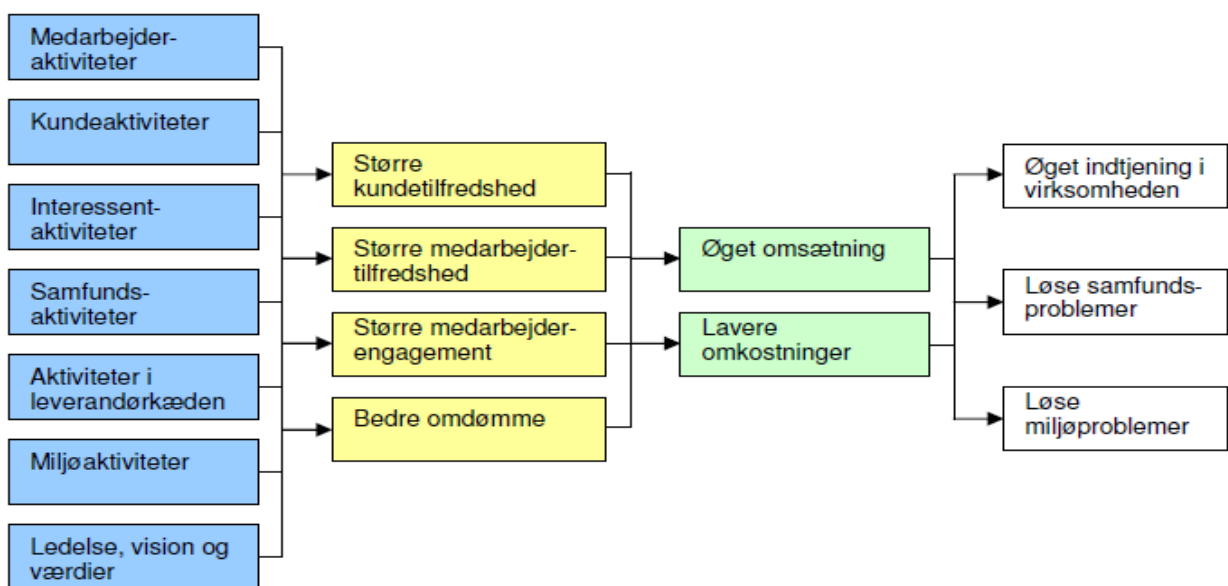 Medarbejder-
aktiviteter
Kundeaktiviteter
Interessent-
aktiviteter
Samfunds-
aktiviteter
Aktiviteter i
leverandørkæden
Miljøaktiviteter
Ledelse, vision og
værdier
Større
kundetilfredshed
Større medarbejder-
tilfredshed
Større medarbejder-
engagement
Bedre omdømme
Øget omsætning
Lavere
omkostninger
Øget indtjening i
virksomheden
Løse samfunds-
problemer
Løse
miljøproblemer